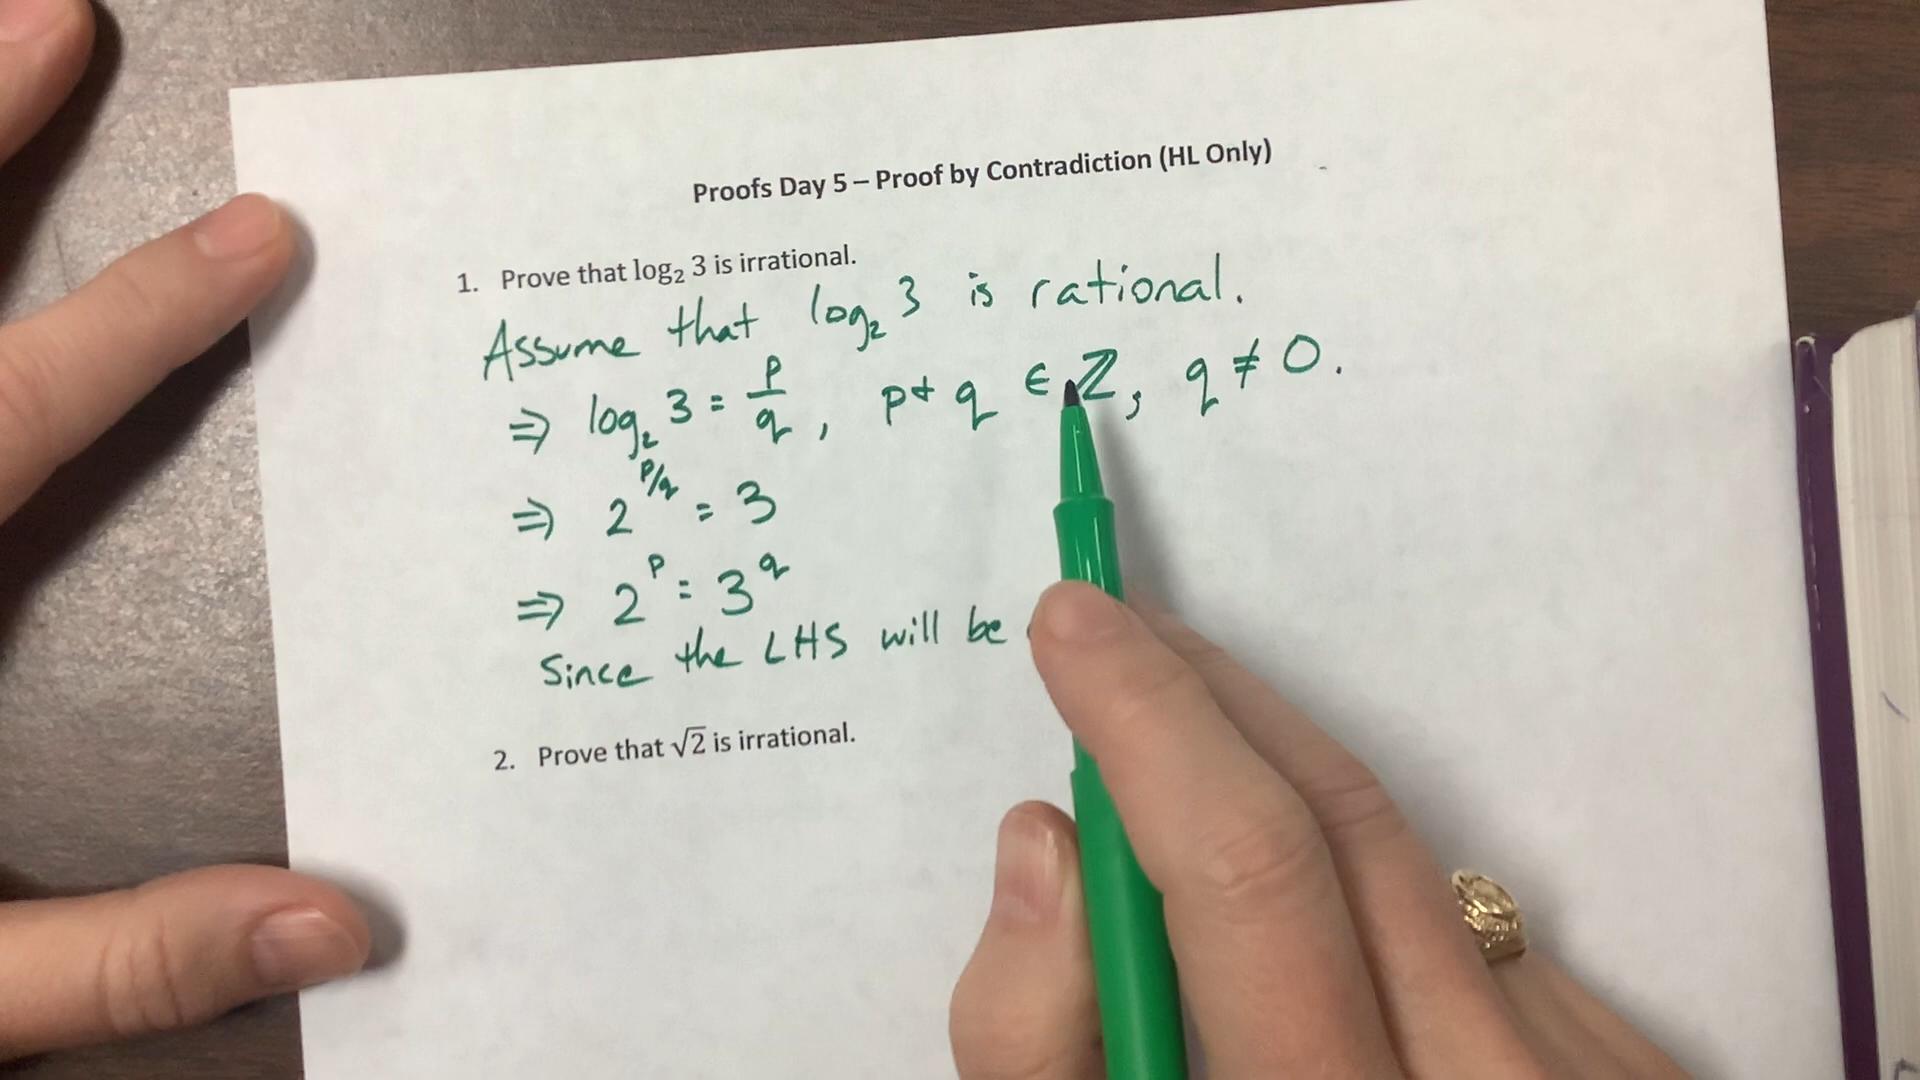 Proofs Day 5 – Proof by Contradiction (HL Only)
1. Prove that log₂ 3 is irrational.
Assume that log₂ 3 is rational.
⇒ log₂ 3 = p/q , p + q ∈ ℤ, q ≠ 0.
⇒ 2^(p/q) = 3
⇒ 2^p = 3^q
Since the LHS will be
2. Prove that √2 is irrational.